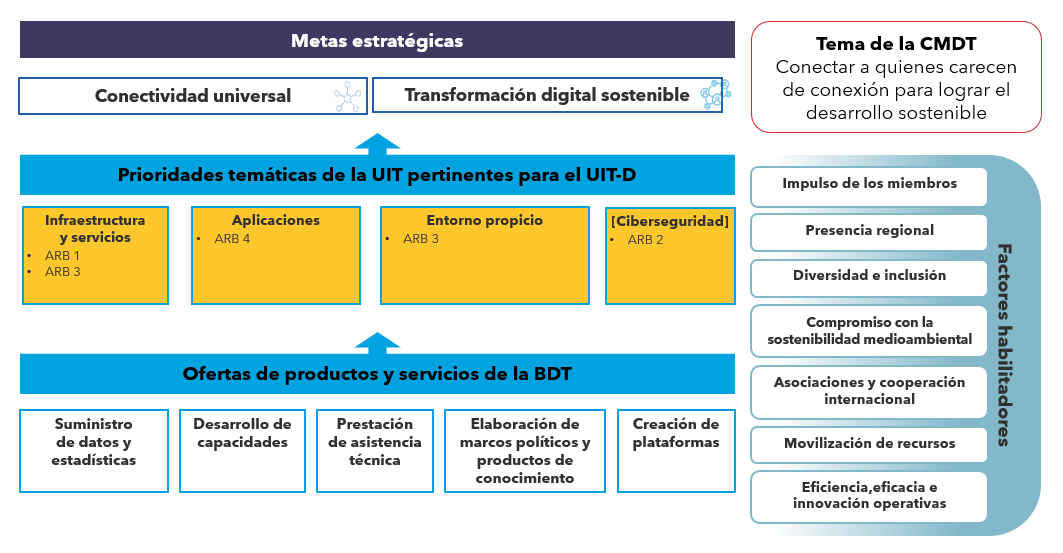 Metas estratégicas
Conectividad universal
Transformación digital sostenible
Prioridades temáticas de la UIT pertinentes para el UIT-D
Infraestructura
y servicios
• ARB 1
• ARB 3
Aplicaciones
• ARB 4
Entorno propicio
• ARB 3
[Ciberseguridad]
• ARB 2
Ofertas de productos y servicios de la BDT
Suministro
de datos y
estadísticas
Desarrollo de
capacidades
Prestación
de asistencia
técnica
Elaboración de
marcos políticos y
productos de
conocimiento
Creación de
plataformas
Tema de la CMDT
Conectar a quienes carecen
de conexión para lograr el
desarrollo sostenible
Impulso de los miembros
Presencia regional
Diversidad e inclusión
Compromiso con la
sostenibilidad medioambiental
Asociaciones y cooperación
internacional
Movilización de recursos
Eficiencia,eficacia e
innovación operativas
Factores habilitadores